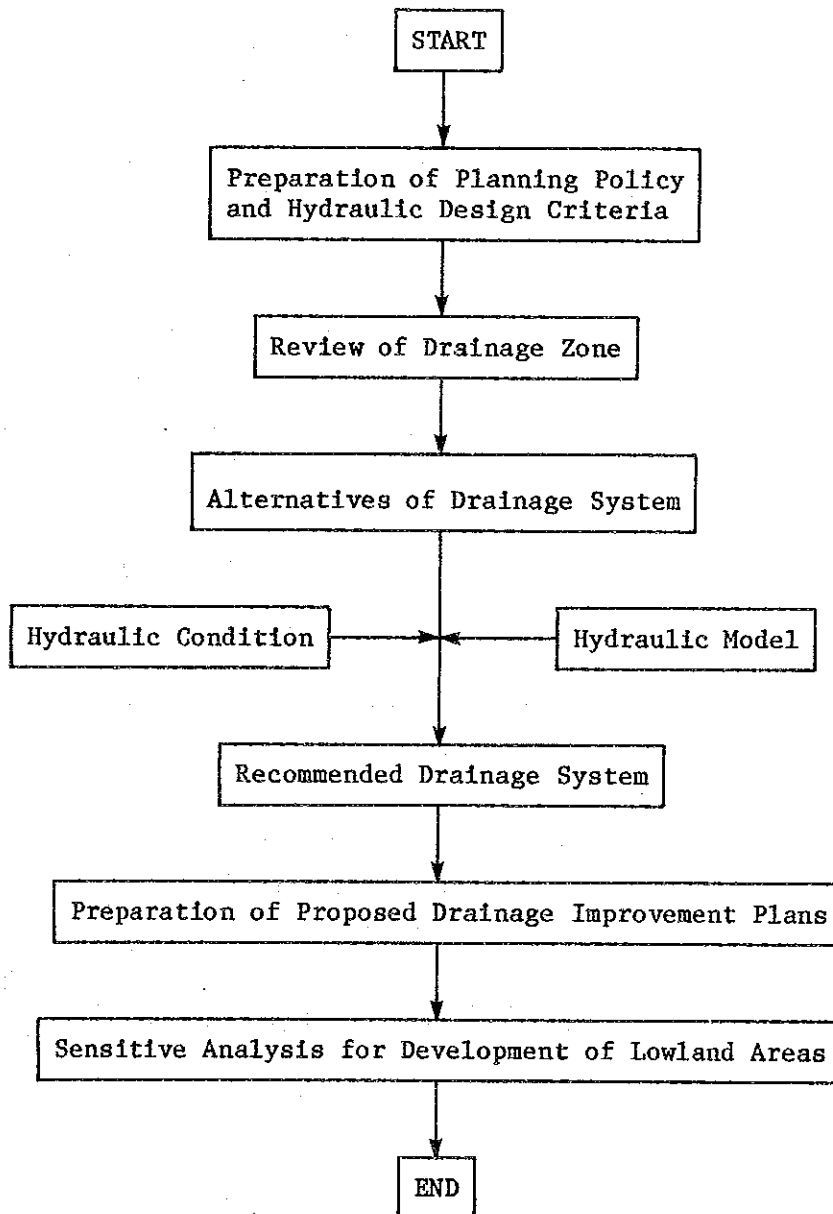 START
Preparation of Planning Policy
and Hydraulic Design Criteria
Review of Drainage Zone
Alternatives of Drainage System
Hydraulic Condition
Hydraulic Model
Recommended Drainage System
Preparation of Proposed Drainage Improvement Plans
Sensitive Analysis for Development of Lowland Areas
END